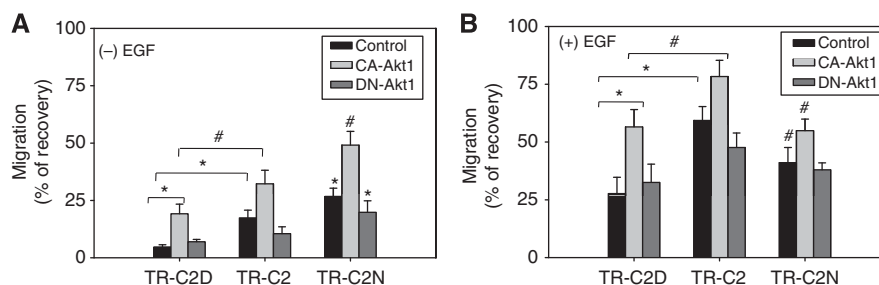 A
(–) EGF
Control
CA-Akt1
DN-Akt1
Migration
(% of recovery)
100
75
50
25
0
*
*
#
*
#
*
TR-C2D
TR-C2
TR-C2N
B
(+) EGF
Control
CA-Akt1
DN-Akt1
Migration
(% of recovery)
100
75
50
25
0
*
*
#
#
#
TR-C2D
TR-C2
TR-C2N